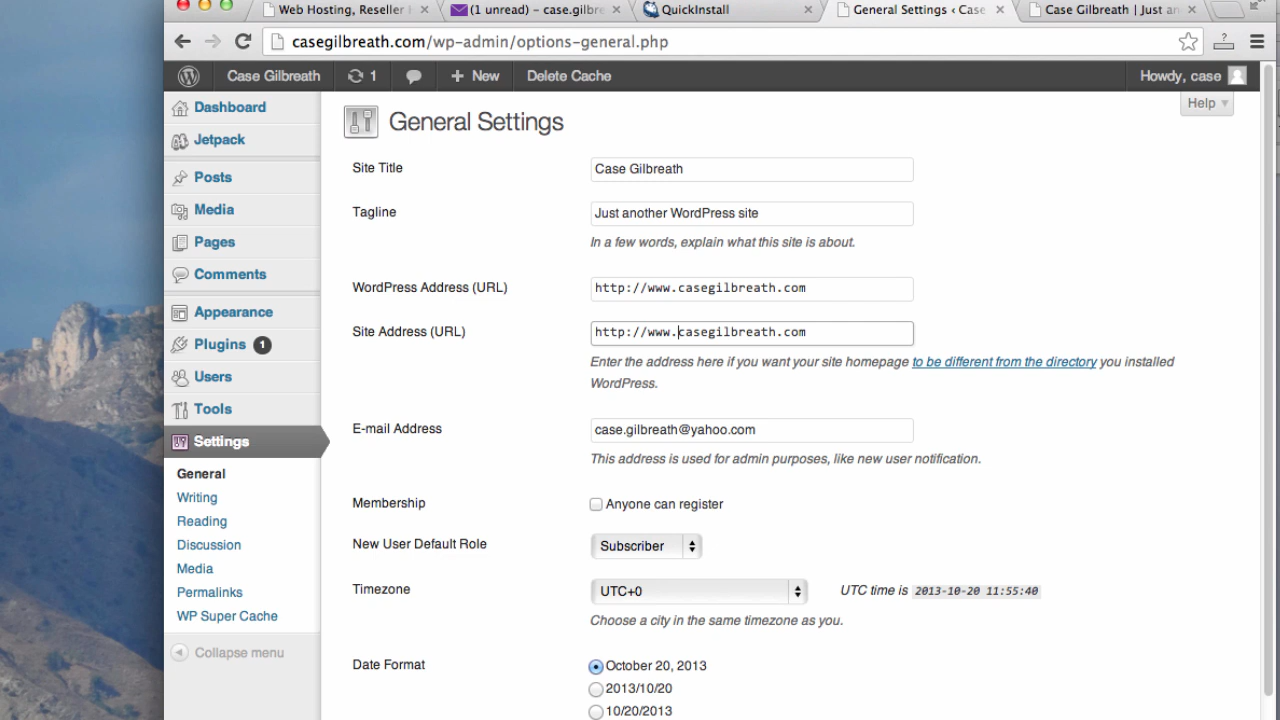 Web Hosting, Reseller
(1 unread) – case.gilbre
QuickInstall
General Settings ‹ Case
Case Gilbreath | Just an
casegilbreath.com/wp-admin/options-general.php
Case Gilbreath
1
New
Delete Cache
Howdy, case
Help
Dashboard
Jetpack
Posts
Media
Pages
Comments
Appearance
Plugins 1
Users
Tools
Settings
General
Writing
Reading
Discussion
Media
Permalinks
WP Super Cache
Collapse menu
General Settings
Site Title
Case Gilbreath
Tagline
Just another WordPress site
In a few words, explain what this site is about.
WordPress Address (URL)
http://www.casegilbreath.com
Site Address (URL)
http://www.casegilbreath.com
Enter the address here if you want your site homepage to be different from the directory you installed
WordPress.
E-mail Address
case.gilbreath@yahoo.com
This address is used for admin purposes, like new user notification.
Membership
Anyone can register
New User Default Role
Subscriber
Timezone
UTC+0
UTC time is 2013-10-20 11:55:40
Choose a city in the same timezone as you.
Date Format
October 20, 2013
2013/10/20
10/20/2013